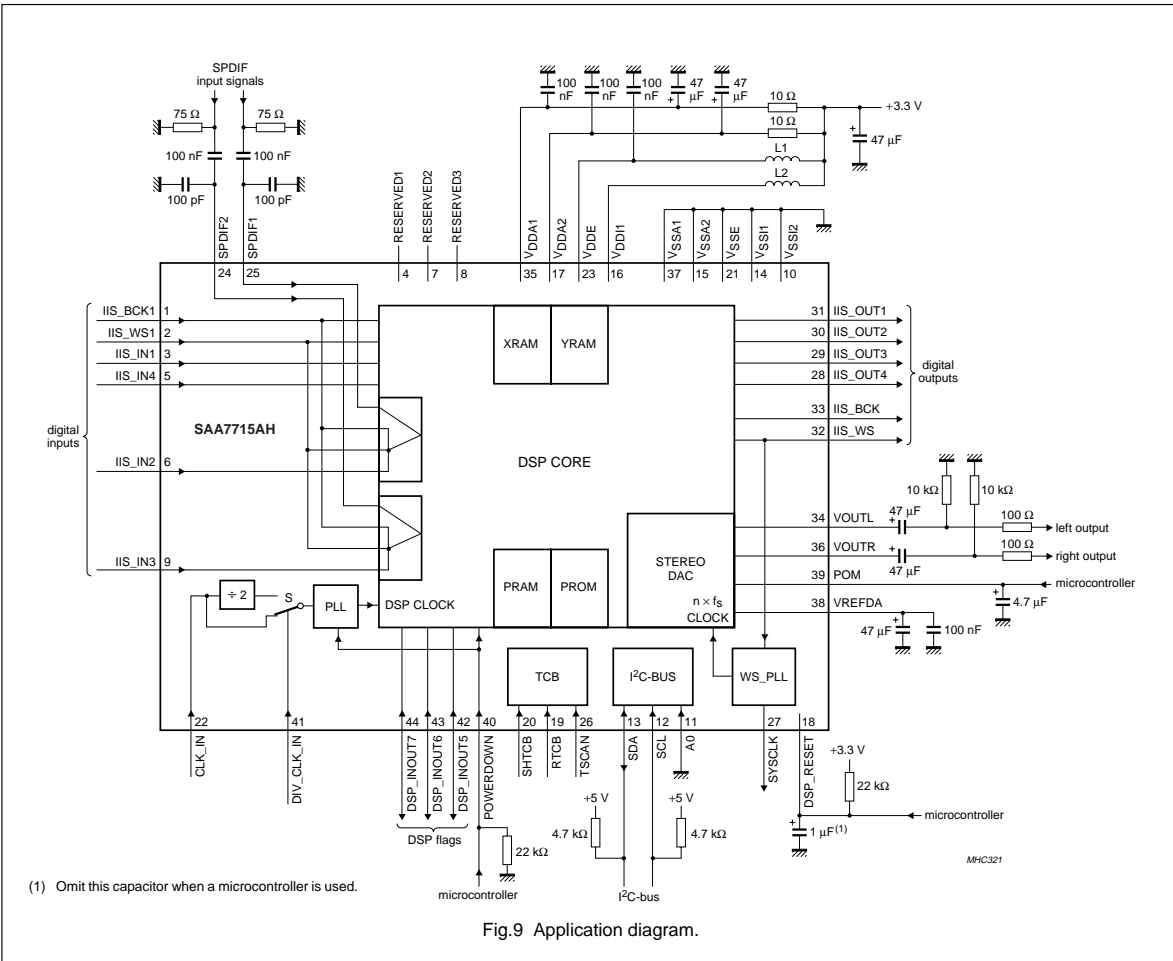 SPDIF
input signals
75 Ω
75 Ω
100 nF
100 nF
100 pF
100 pF
SPDIF2
SPDIF1
24
25
RESERVED1
RESERVED2
RESERVED3
4
7
8
100
nF
100
nF
100
nF
47
μF
47
μF
+
+
10 Ω
10 Ω
L1
L2
+3.3 V
+
47 μF
VDDA1
VDDA2
VDDE
VDDI1
35
17
23
16
VSSA1
VSSA2
VSSE
VSSI1
VSSI2
37
15
21
14
10
digital
inputs
IIS_BCK1 1
IIS_WS1 2
IIS_IN1 3
IIS_IN4 5
IIS_IN2 6
IIS_IN3 9
SAA7715AH
XRAM
YRAM
DSP CORE
PRAM
PROM
STEREO
DAC
n × fs
CLOCK
÷ 2
S
PLL
DSP CLOCK
TCB
I²C-BUS
WS_PLL
31 IIS_OUT1
30 IIS_OUT2
29 IIS_OUT3
28 IIS_OUT4
33 IIS_BCK
32 IIS_WS
digital
outputs
10 kΩ
10 kΩ
34 VOUTL
47 μF
+
100 Ω
left output
36 VOUTR
+
47 μF
100 Ω
right output
39 POM
microcontroller
+
4.7 μF
38 VREFDA
47 μF
+
100 nF
22
CLK_IN
41
DIV_CLK_IN
44
DSP_INOUT7
43
DSP_INOUT6
42
DSP_INOUT5
40
POWERDOWN
20
SHTCB
19
RTCB
26
TSCAN
13
SDA
12
SCL
11
A0
27
SYSCLK
18
DSP_RESET
DSP flags
22 kΩ
microcontroller
+5 V
4.7 kΩ
+5 V
4.7 kΩ
I²C-bus
+3.3 V
22 kΩ
microcontroller
+
1 μF(1)
MHC321
(1) Omit this capacitor when a microcontroller is used.
Fig.9 Application diagram.